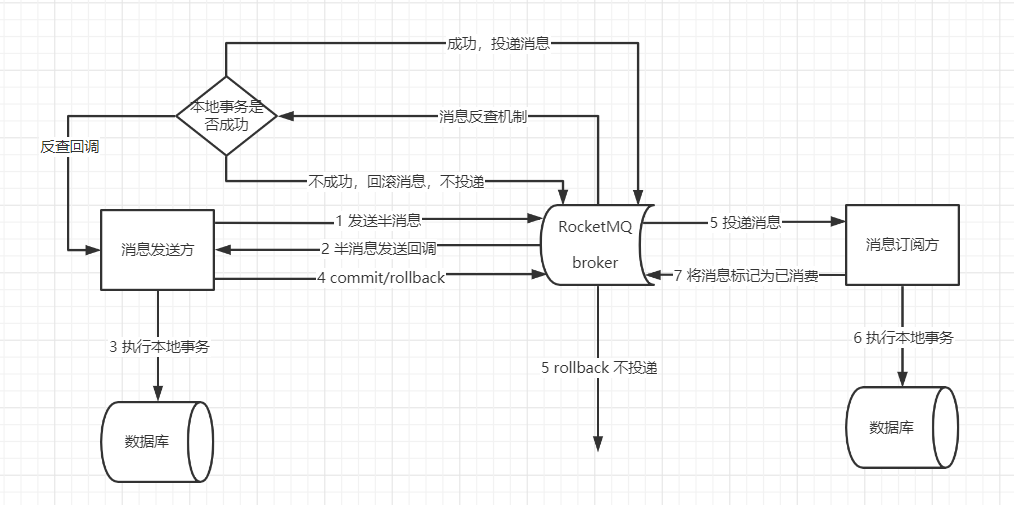 成功，投递消息
本地事务是
否成功
消息反查机制
反查回调
不成功，回滚消息，不投递
1 发送半消息
RocketMQ
broker
5 投递消息
消息发送方
消息订阅方
2 半消息发送回调
4 commit/rollback
7 将消息标记为已消费
3 执行本地事务
6 执行本地事务
5 rollback 不投递
数据库
数据库